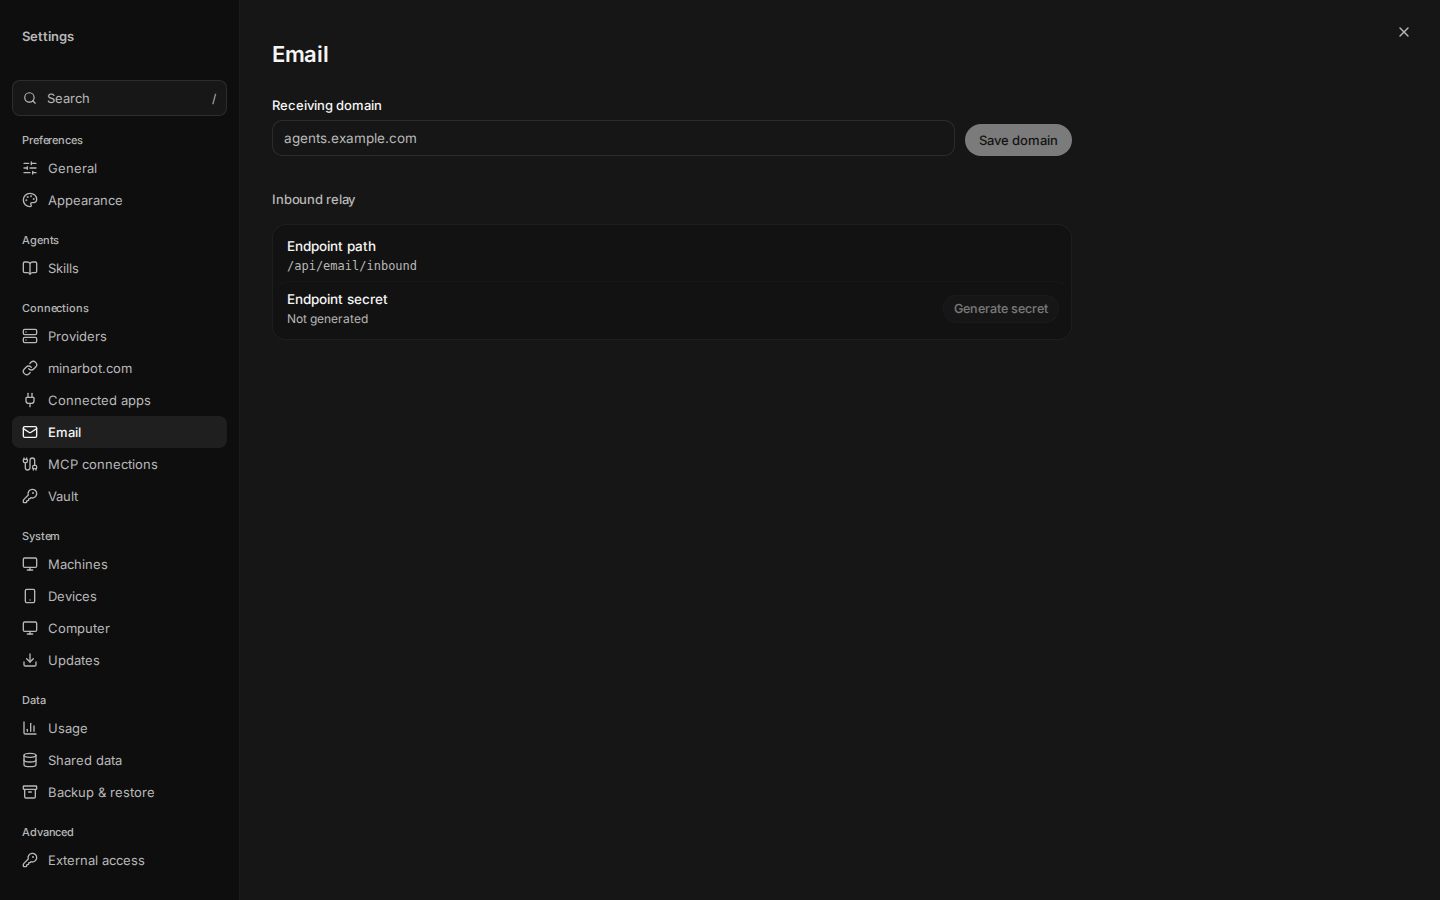 Settings
Search /
Preferences
General
Appearance
Agents
Skills
Connections
Providers
minarbot.com
Connected apps
Email
MCP connections
Vault
System
Machines
Devices
Computer
Updates
Data
Usage
Shared data
Backup & restore
Advanced
External access
Email
Receiving domain
agents.example.com
Save domain
Inbound relay
Endpoint path
/api/email/inbound
Endpoint secret
Not generated
Generate secret